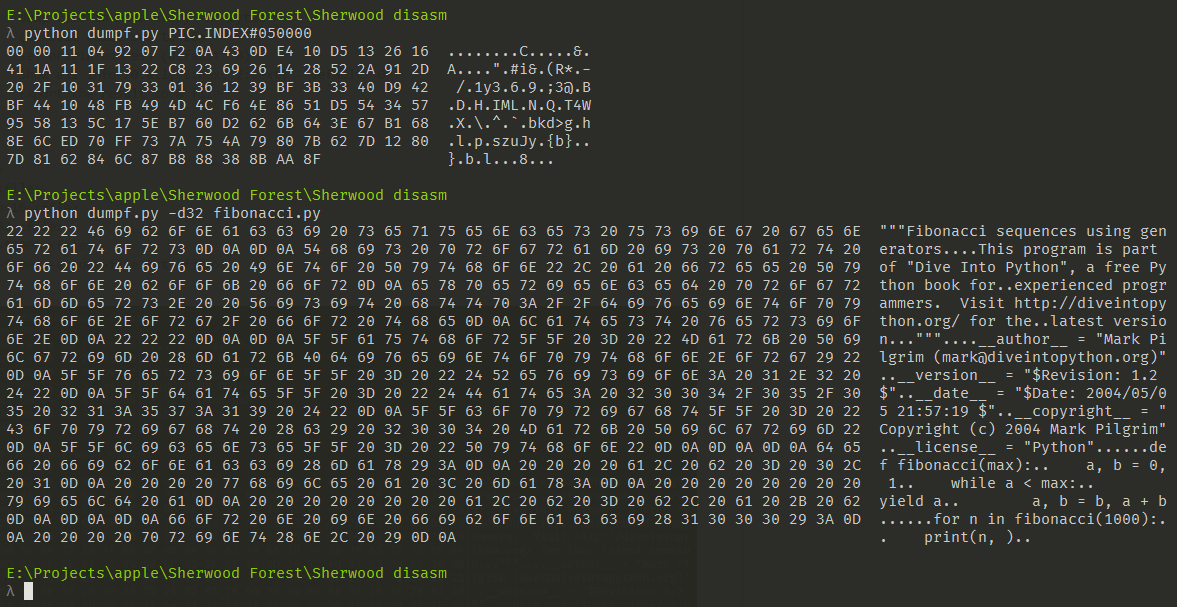 E:\Projects\apple\Sherwood Forest\Sherwood disasm
λ python dumpf.py PIC.INDEX#050000
00 00 11 04 92 07 F2 0A 43 0D E4 10 D5 13 26 16  ........C.....&.
41 1A 11 1F 13 22 C8 23 69 26 14 28 52 2A 91 2D  A....".#i&.(R*.-
20 2F 10 31 79 33 01 36 12 39 BF 3B 33 40 D9 42   /.1y3.6.9.;3@.B
BF 44 10 48 FB 49 4D 4C F6 4E 86 51 D5 54 34 57  .D.H.IML.N.Q.T4W
95 58 13 5C 17 5E B7 60 D2 62 6B 64 3E 67 B1 68  .X.\.^.`.bkd>g.h
8E 6C ED 70 FF 73 7A 75 4A 79 80 7B 62 7D 12 80  .l.p.szuJy.{b}..
7D 81 62 84 6C 87 B8 88 38 8B AA 8F              }.b.l...8...
E:\Projects\apple\Sherwood Forest\Sherwood disasm
λ python dumpf.py -d32 fibonacci.py
22 22 22 46 69 62 6F 6E 61 63 63 69 20 73 65 71 75 65 6E 63 65 73 20 75 73 69 6E 67 20 67 65 6E  """Fibonacci sequences using gen
65 72 61 74 6F 72 73 0D 0A 0D 0A 54 68 69 73 20 70 72 6F 67 72 61 6D 20 69 73 20 70 61 72 74 20  erators....This program is part 
6F 66 20 22 44 69 76 65 20 49 6E 74 6F 20 50 79 74 68 6F 6E 22 2C 20 61 20 66 72 65 65 20 50 79  of "Dive Into Python", a free Py
74 68 6F 6E 20 62 6F 6F 6B 20 66 6F 72 0D 0A 65 78 70 65 72 69 65 6E 63 65 64 20 70 72 6F 67 72  thon book for..experienced progr
61 6D 6D 65 72 73 2E 20 20 56 69 73 69 74 20 68 74 74 70 3A 2F 2F 64 69 76 65 69 6E 74 6F 70 79  ammers.  Visit http://diveintopy
74 68 6F 6E 2E 6F 72 67 2F 20 66 6F 72 20 74 68 65 0D 0A 6C 61 74 65 73 74 20 76 65 72 73 69 6F  thon.org/ for the..latest versio
6E 2E 0D 0A 22 22 22 0D 0A 0D 0A 5F 5F 61 75 74 68 6F 72 5F 5F 20 3D 20 22 4D 61 72 6B 20 50 69  n..."""....__author__ = "Mark Pi
6C 67 72 69 6D 20 28 6D 61 72 6B 40 64 69 76 65 69 6E 74 6F 70 79 74 68 6F 6E 2E 6F 72 67 29 22  lgrim (mark@diveintopython.org)"
0D 0A 5F 5F 76 65 72 73 69 6F 6E 5F 5F 20 3D 20 22 24 52 65 76 69 73 69 6F 6E 3A 20 31 2E 32 20  ..__version__ = "$Revision: 1.2 
24 22 0D 0A 5F 5F 64 61 74 65 5F 5F 20 3D 20 22 24 44 61 74 65 3A 20 32 30 30 34 2F 30 35 2F 30  $"..__date__ = "$Date: 2004/05/0
35 20 32 31 3A 35 37 3A 31 39 20 24 22 0D 0A 5F 5F 63 6F 70 79 72 69 67 68 74 5F 5F 20 3D 20 22  5 21:57:19 $"..__copyright__ = "
43 6F 70 79 72 69 67 68 74 20 28 63 29 20 32 30 30 34 20 4D 61 72 6B 20 50 69 6C 67 72 69 6D 22  Copyright (c) 2004 Mark Pilgrim"
0D 0A 5F 5F 6C 69 63 65 6E 73 65 5F 5F 20 3D 20 22 50 79 74 68 6F 6E 22 0D 0A 0D 0A 0D 0A 64 65  ..__license__ = "Python"......de
66 20 66 69 62 6F 6E 61 63 63 69 28 6D 61 78 29 3A 0D 0A 20 20 20 20 61 2C 20 62 20 3D 20 30 2C  f fibonacci(max):..    a, b = 0,
20 31 0D 0A 20 20 20 20 77 68 69 6C 65 20 61 20 3C 20 6D 61 78 3A 0D 0A 20 20 20 20 20 20 20 20   1..    while a < max:..        
79 69 65 6C 64 20 61 0D 0A 20 20 20 20 20 20 20 20 61 2C 20 62 20 3D 20 62 2C 20 61 20 2B 20 62  yield a..        a, b = b, a + b
0D 0A 0D 0A 0D 0A 66 6F 72 20 6E 20 69 6E 20 66 69 62 6F 6E 61 63 63 69 28 31 30 30 30 29 3A 0D  ......for n in fibonacci(1000):.
0A 20 20 20 20 70 72 69 6E 74 28 6E 2C 20 29 0D 0A                                               .    print(n, )..
E:\Projects\apple\Sherwood Forest\Sherwood disasm
λ